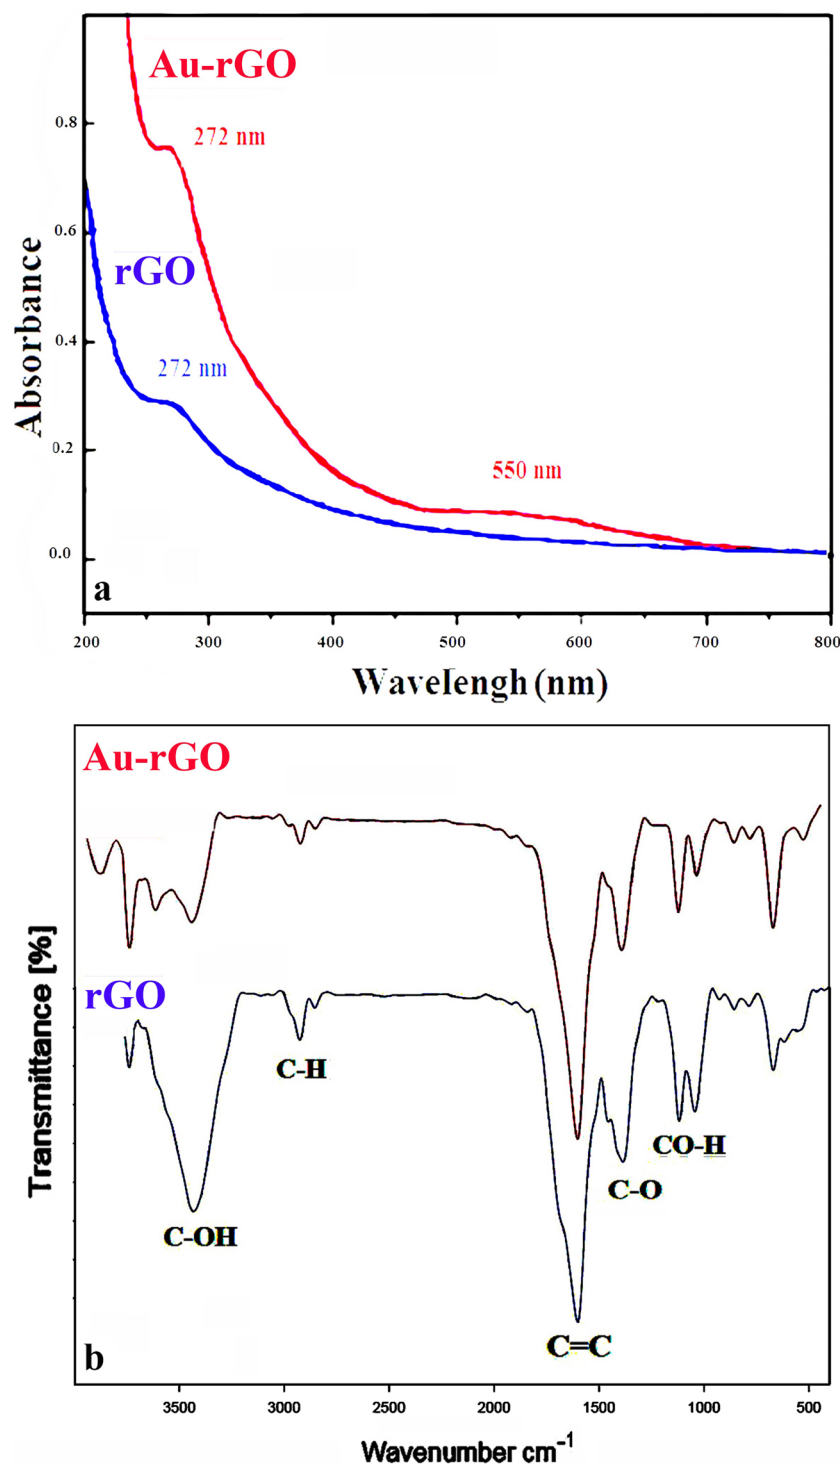 Au-rGO
272 nm
0.8
0.6
rGO
Absorbance
0.4
272 nm
0.2
550 nm
0.0
a
200 300 400 500 600 700 800
Wavelengh (nm)
Au-rGO
Transmittance [%]
rGO
C-H
CO-H
C-O
C-OH
C=C
b
3500 3000 2500 2000 1500 1000 500
Wavenumber cm⁻¹